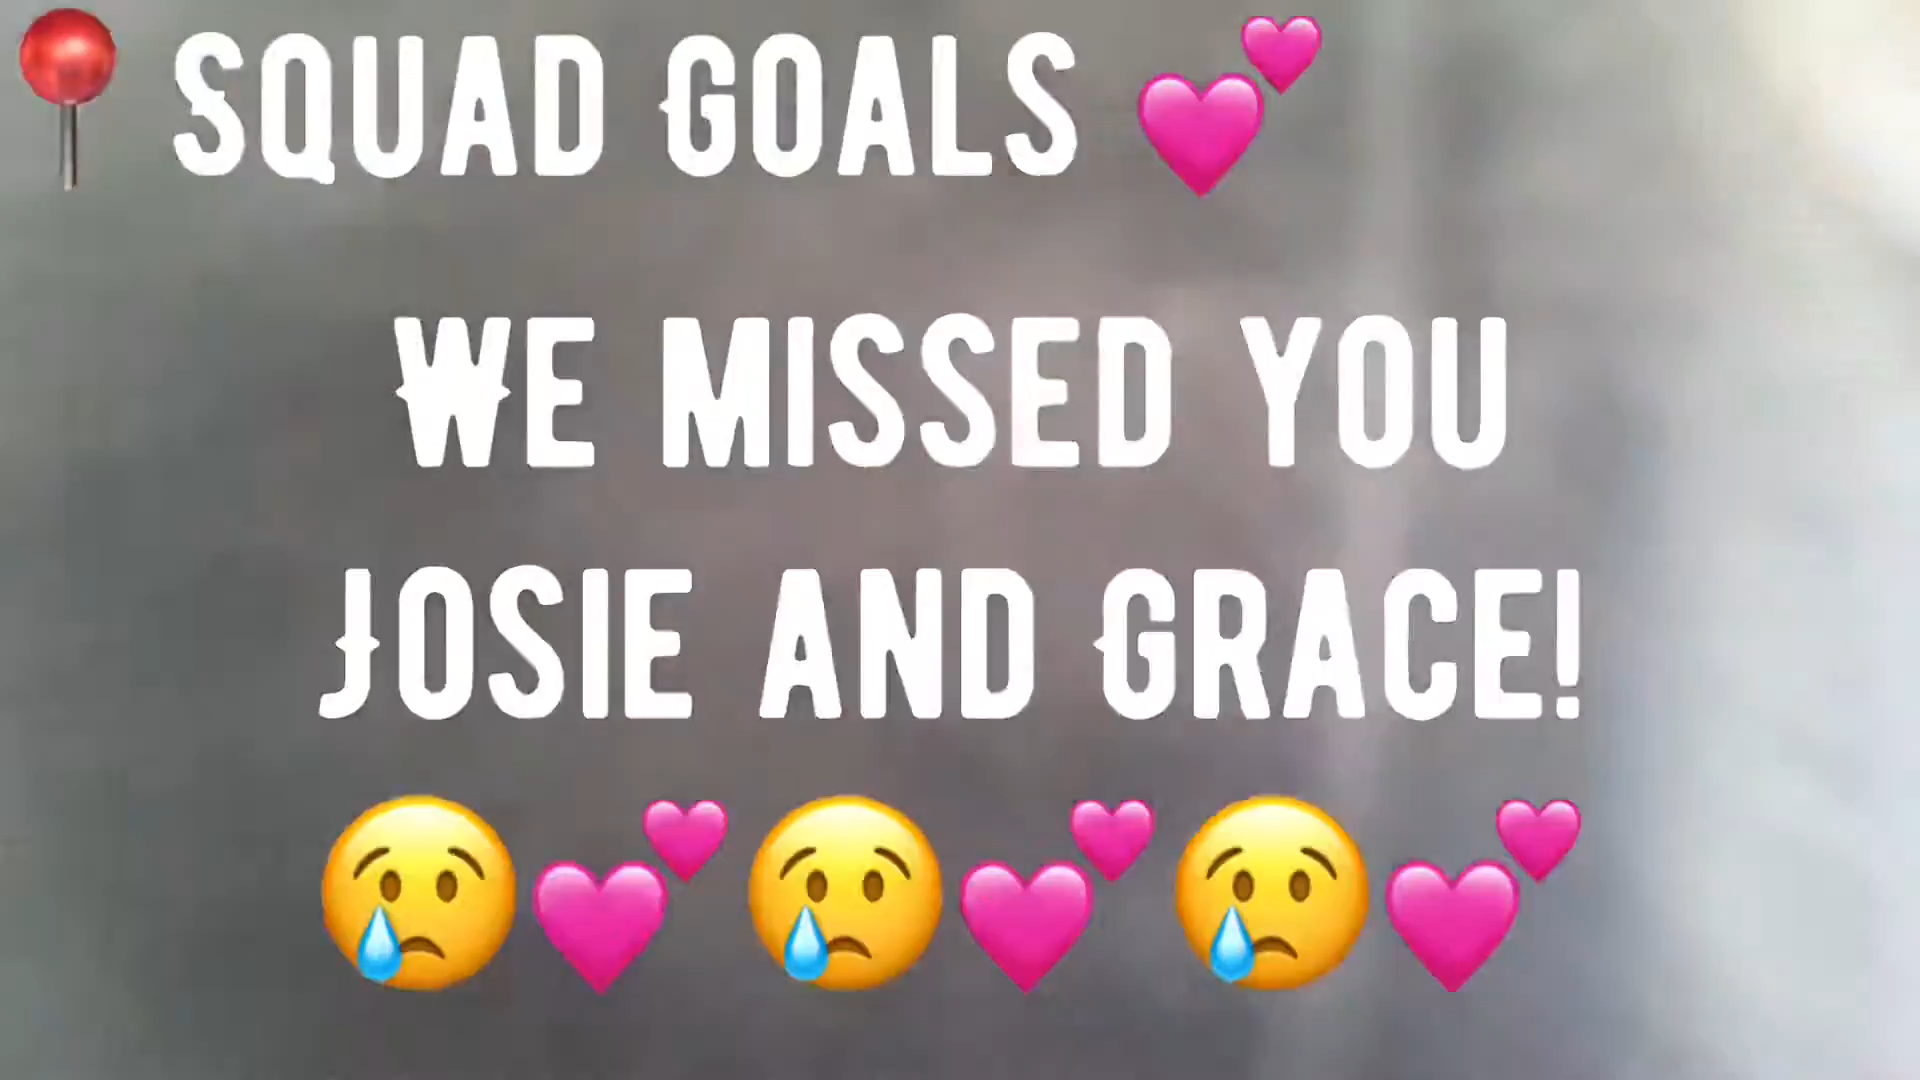 📍 Squad Goals 💕
We missed you
Josie and Grace!
😢💕😢💕😢💕